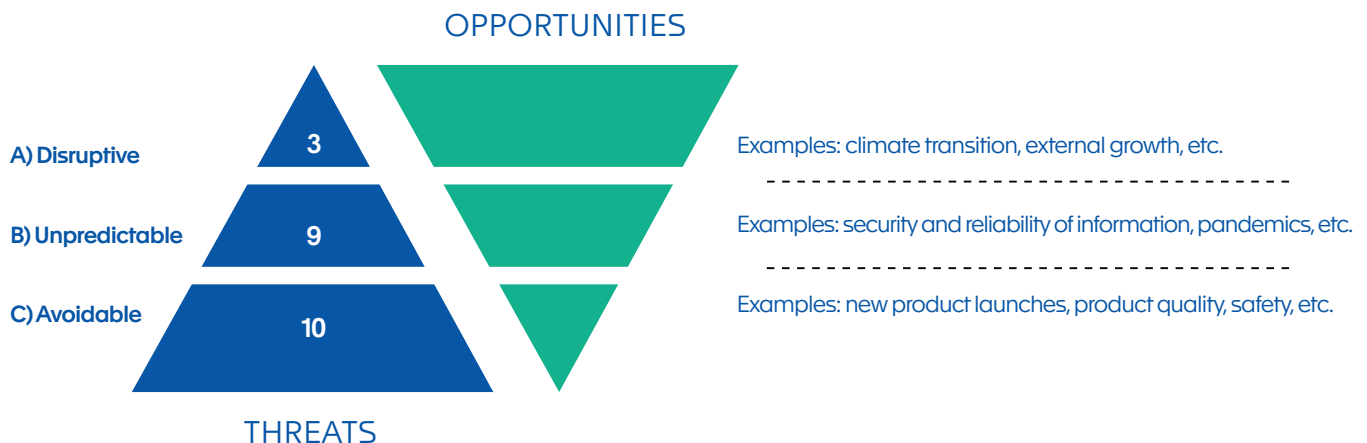 OPPORTUNITIES
A) Disruptive
3
Examples: climate transition, external growth, etc.
B) Unpredictable
9
Examples: security and reliability of information, pandemics, etc.
C) Avoidable
10
Examples: new product launches, product quality, safety, etc.
THREATS